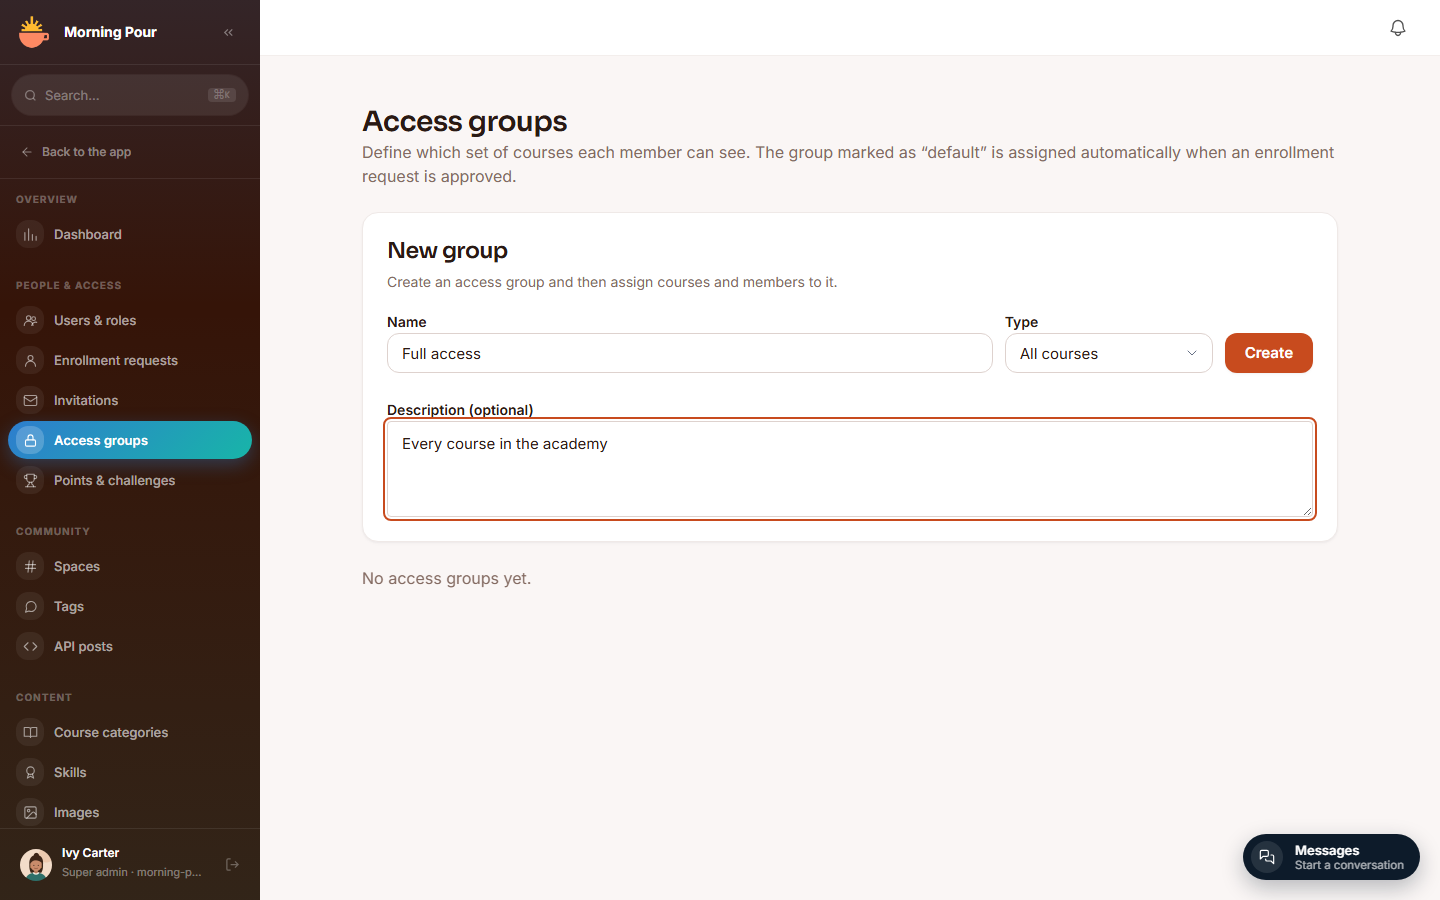 Morning Pour
Search...
⌘K
Back to the app
OVERVIEW
Dashboard
PEOPLE & ACCESS
Users & roles
Enrollment requests
Invitations
Access groups
Points & challenges
COMMUNITY
Spaces
Tags
API posts
CONTENT
Course categories
Skills
Images
Ivy Carter
Super admin · morning-p...
Access groups
Define which set of courses each member can see. The group marked as “default” is assigned automatically when an enrollment
request is approved.
New group
Create an access group and then assign courses and members to it.
Name
Type
Full access
All courses
Create
Description (optional)
Every course in the academy
No access groups yet.
Messages
Start a conversation